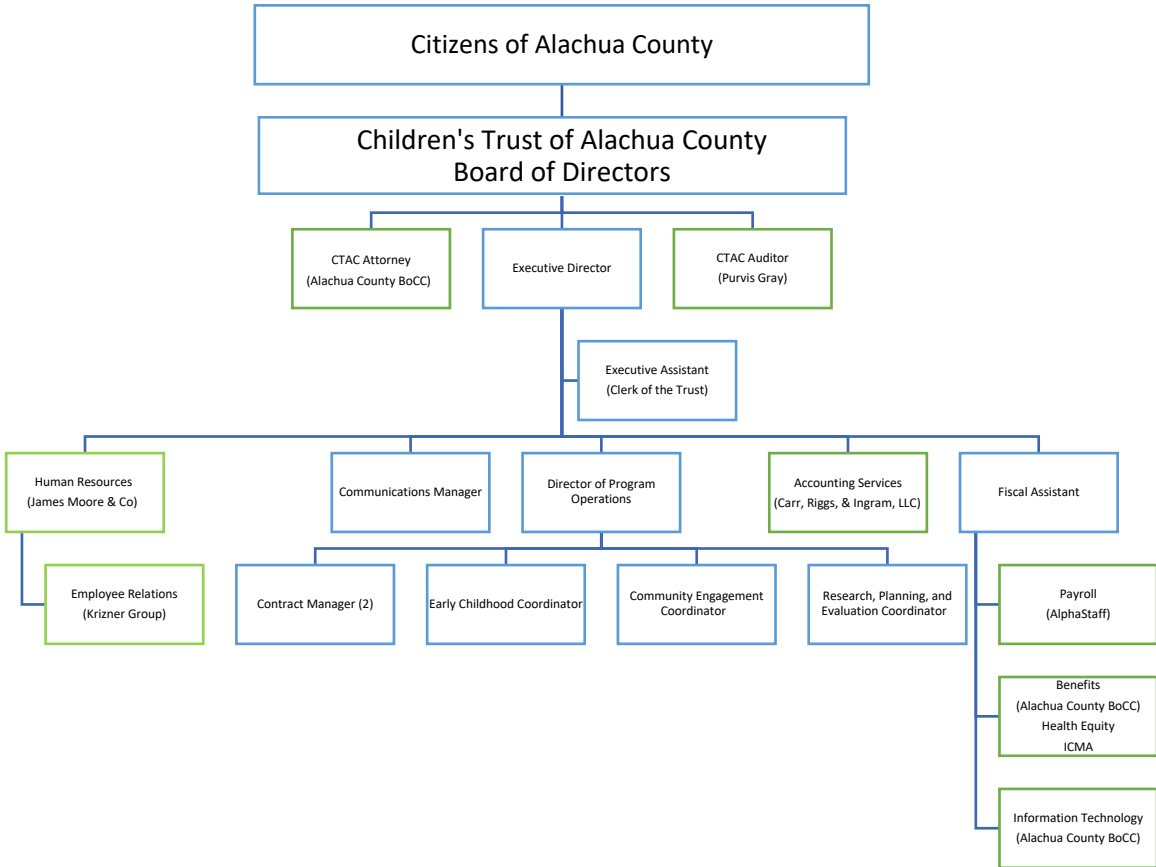 Citizens of Alachua County
Children's Trust of Alachua County
Board of Directors
CTAC Attorney
(Alachua County BoCC)
Executive Director
CTAC Auditor
(Purvis Gray)
Executive Assistant
(Clerk of the Trust)
Human Resources
(James Moore & Co)
Communications Manager
Director of Program
Operations
Accounting Services
(Carr, Riggs, & Ingram, LLC)
Fiscal Assistant
Employee Relations
(Krizner Group)
Contract Manager (2)
Early Childhood Coordinator
Community Engagement
Coordinator
Research, Planning, and
Evaluation Coordinator
Payroll
(AlphaStaff)
Benefits
(Alachua County BoCC)
Health Equity
ICMA
Information Technology
(Alachua County BoCC)